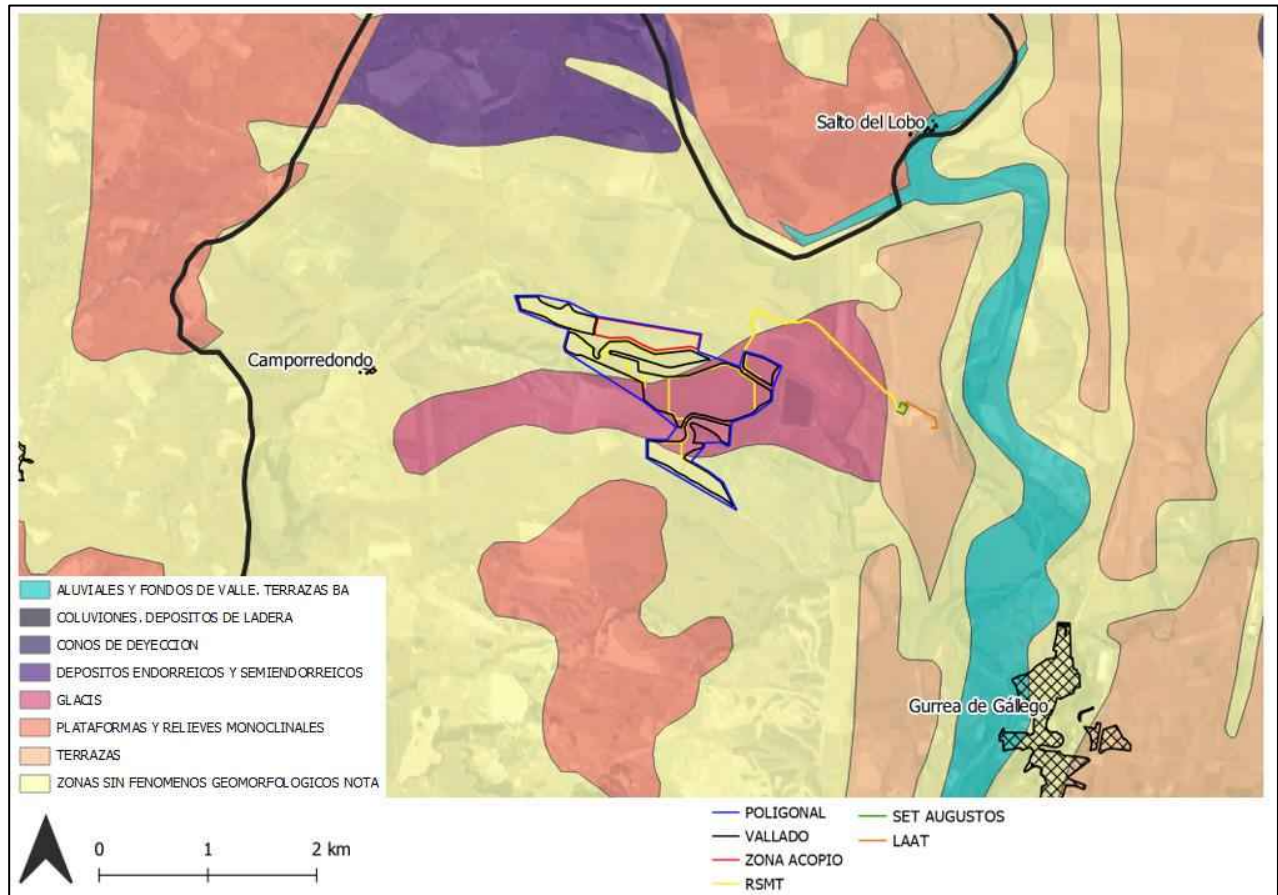 Salto del Lobo
Camporredondo
Gurrea de Gállego
ALUVIALES Y FONDOS DE VALLE. TERRAZAS BA
COLUVIONES. DEPOSITOS DE LADERA
CONOS DE DEYECCION
DEPOSITOS ENDORREICOS Y SEMIENDORREICOS
GLACIS
PLATAFORMAS Y RELIEVES MONOCLINALES
TERRAZAS
ZONAS SIN FENOMENOS GEOMORFOLOGICOS NOTA
0 1 2 km
POLIGONAL
VALLADO
ZONA ACOPIO
RSMT
SET AUGUSTOS
LAAT